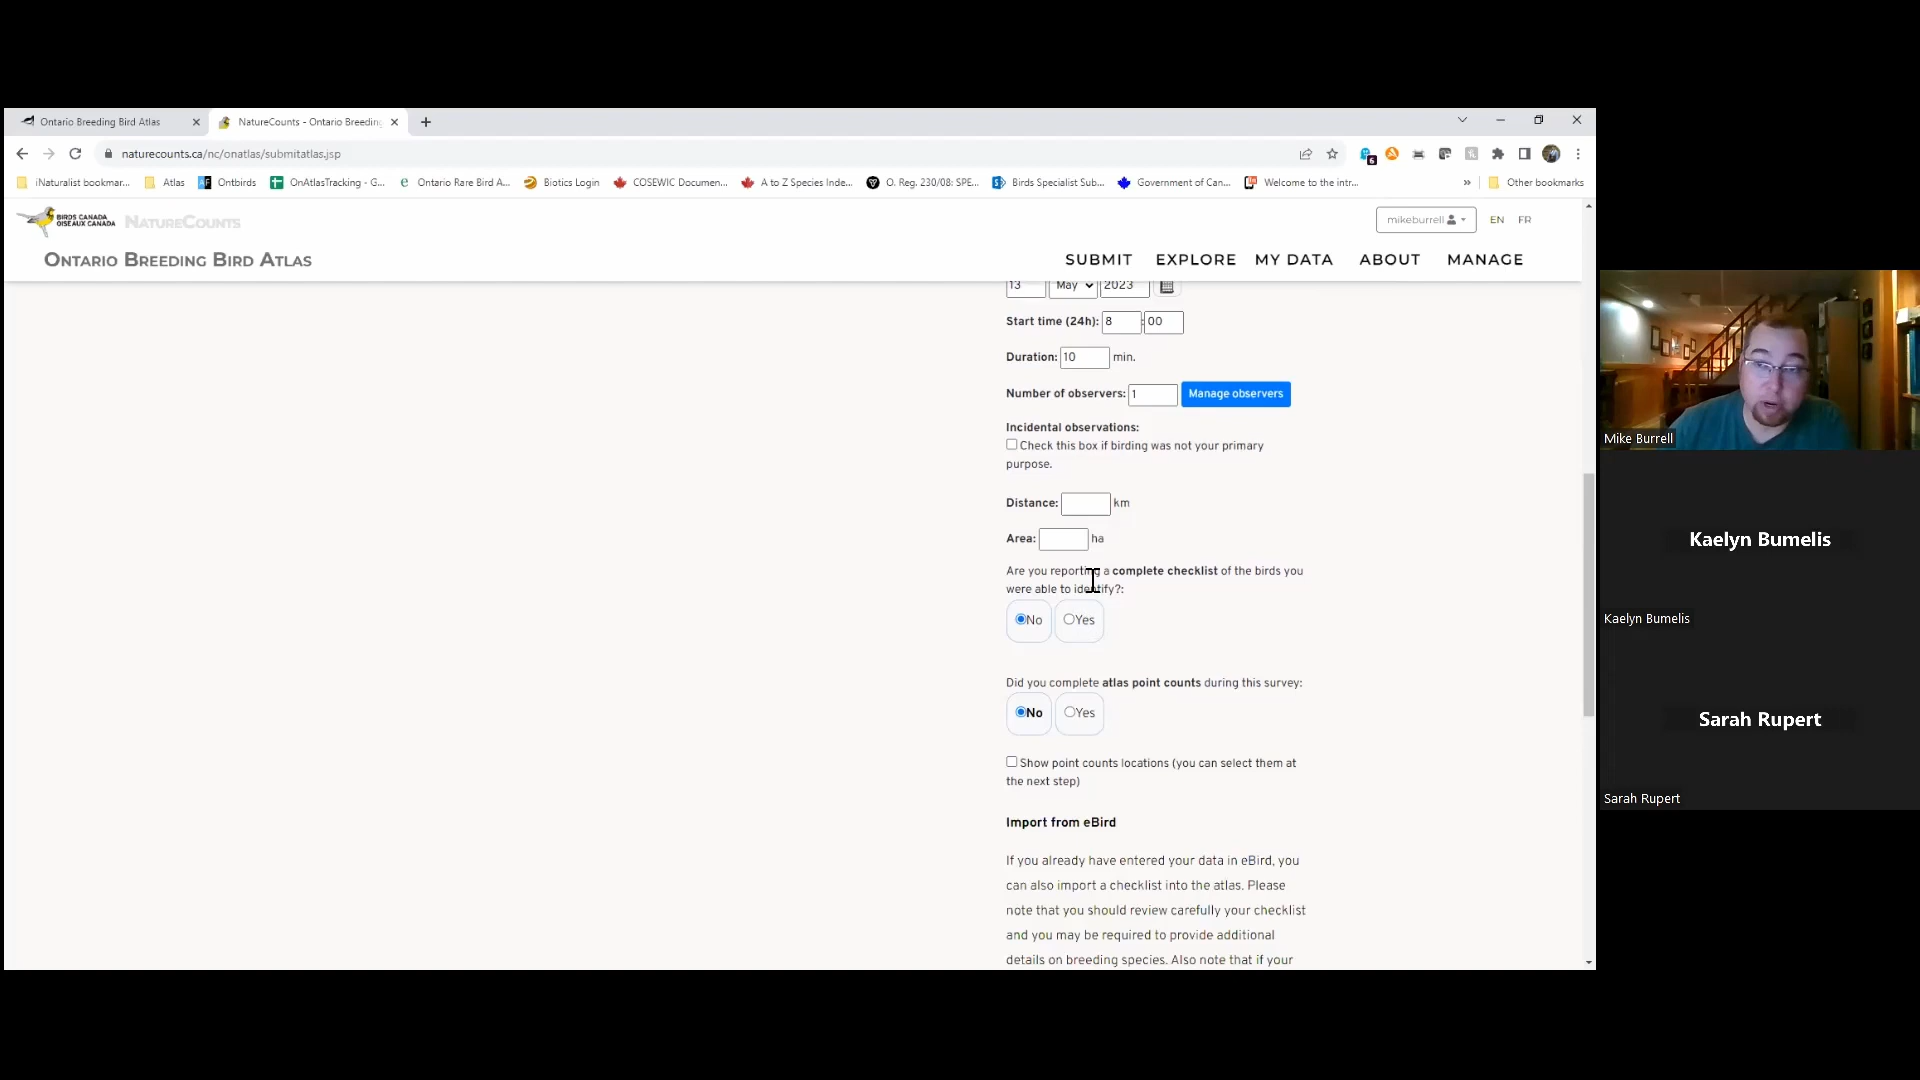 Ontario Breeding Bird Atlas
NatureCounts - Ontario Breeding
naturecounts.ca/nc/onatlas/submitatlas.jsp
iNaturalist bookmar...
Atlas
Ontbirds
OnAtlasTracking - G...
Ontario Rare Bird A...
Biotics Login
COSEWIC Documen...
A to Z Species Inde...
O. Reg. 230/08: SPE...
Birds Specialist Sub...
Government of Can...
Welcome to the intr...
»
Other bookmarks
BIRDS CANADA
OISEAUX CANADA
NATURECOUNTS
mikeburrell
EN
FR
ONTARIO BREEDING BIRD ATLAS
SUBMIT
EXPLORE
MY DATA
ABOUT
MANAGE
13 May 2023
Start time (24h): 8 : 00
Duration: 10 min.
Number of observers: 1 Manage observers
Incidental observations:
Check this box if birding was not your primary
purpose.
Distance: km
Area: ha
Are you reporting a complete checklist of the birds you
were able to identify?:
No Yes
Did you complete atlas point counts during this survey:
No Yes
Show point counts locations (you can select them at
the next step)
Import from eBird
If you already have entered your data in eBird, you
can also import a checklist into the atlas. Please
note that you should review carefully your checklist
and you may be required to provide additional
details on breeding species. Also note that if your
Mike Burrell
Kaelyn Bumelis
Kaelyn Bumelis
Sarah Rupert
Sarah Rupert